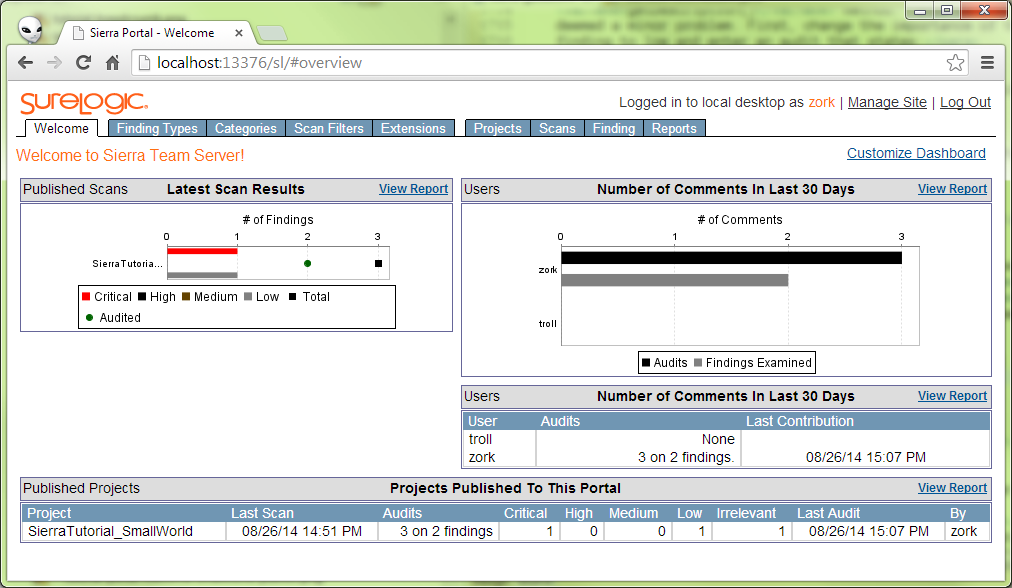 Sierra Portal - Welcome
localhost:13376/sl/#overview
SURELOGIC®
Logged in to local desktop as zork | Manage Site | Log Out
Welcome Finding Types Categories Scan Filters Extensions Projects Scans Finding Reports
Welcome to Sierra Team Server!
Customize Dashboard
Published Scans Latest Scan Results View Report
# of Findings
0 1 2 3
SierraTutoria...
Critical High Medium Low Total
Audited
Users Number of Comments In Last 30 Days View Report
# of Comments
0 1 2 3
zork
troll
Audits Findings Examined
Users Number of Comments In Last 30 Days View Report
User Audits Last Contribution
troll None
zork 3 on 2 findings. 08/26/14 15:07 PM
Published Projects Projects Published To This Portal View Report
Project Last Scan Audits Critical High Medium Low Irrelevant Last Audit By
SierraTutorial_SmallWorld 08/26/14 14:51 PM 3 on 2 findings 1 0 0 1 1 08/26/14 15:07 PM zork